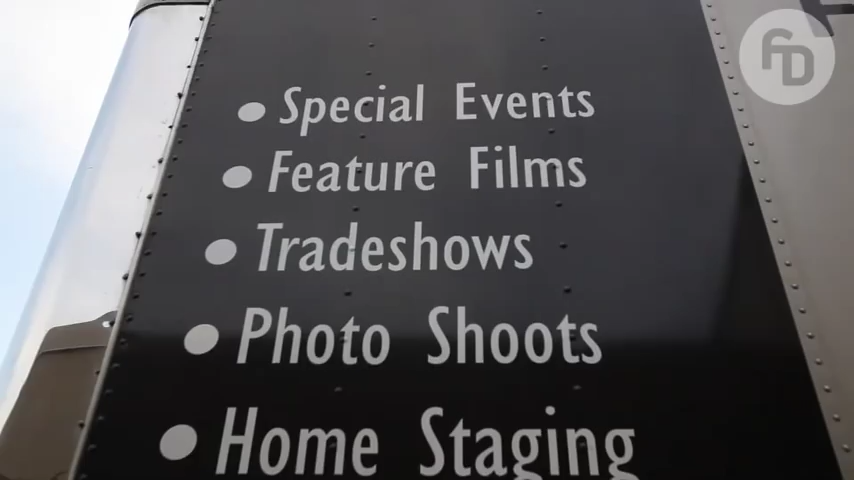 • Special Events
• Feature Films
• Tradeshows
• Photo Shoots
• Home Staging